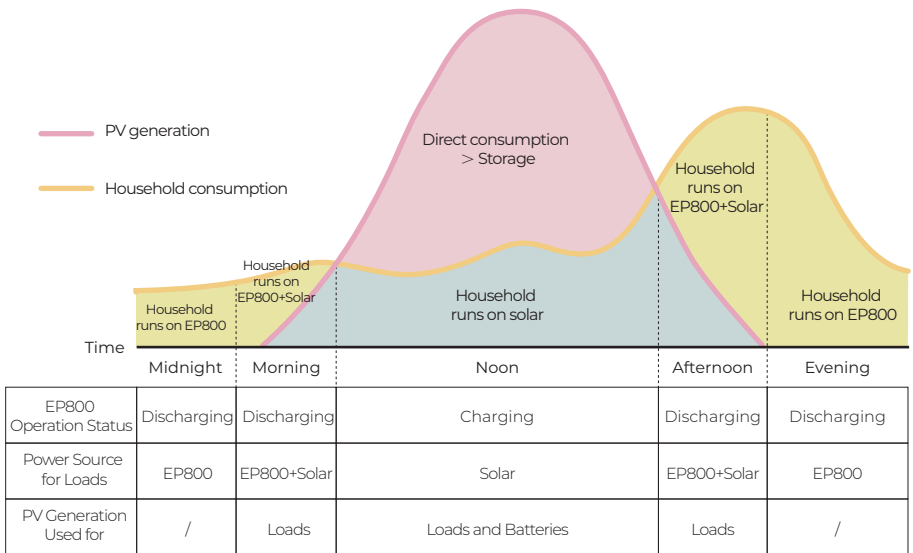 PV generation
Household consumption
Direct consumption
> Storage
Household
runs on
EP800+Solar
Household
runs on
EP800+Solar
Household
runs on EP800
Household
runs on solar
Household
runs on EP800
Time
Midnight
Morning
Noon
Afternoon
Evening
EP800
Operation Status
Discharging
Discharging
Charging
Discharging
Discharging
Power Source
for Loads
EP800
EP800+Solar
Solar
EP800+Solar
EP800
PV Generation
Used for
/
Loads
Loads and Batteries
Loads
/